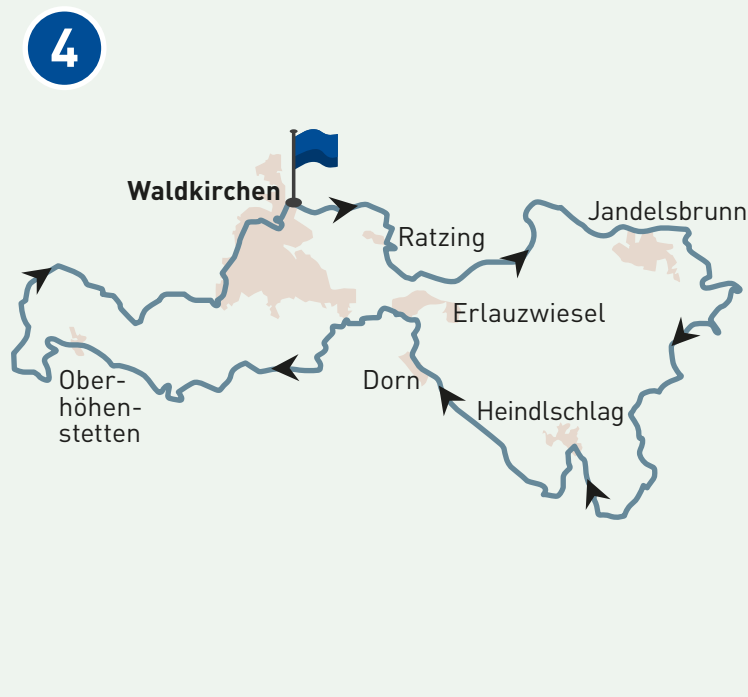 4
Waldkirchen
Jandelsbrunn
Ratzing
Erlauzwiesel
Dorn
Ober-
höhen-
stetten
Heindlschlag